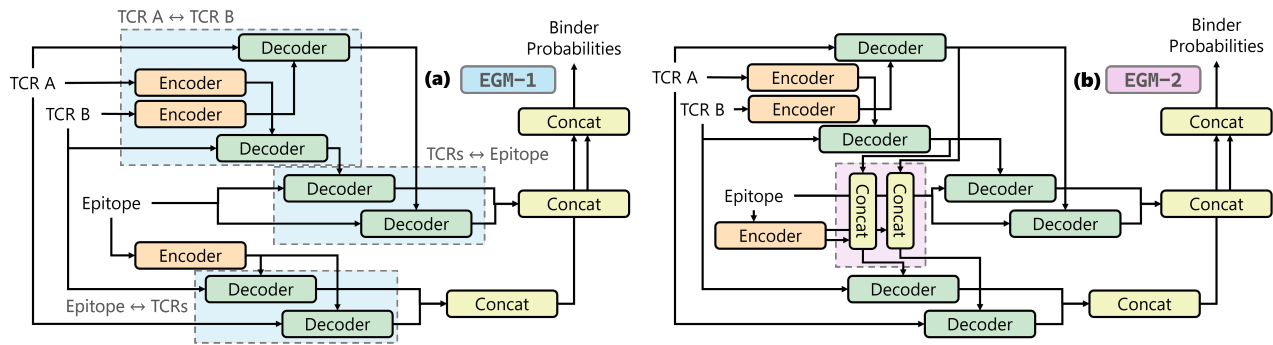 TCR A ↔ TCR B
Decoder
TCR A
Encoder
TCR B
Encoder
Decoder
(a) EGM-1
Binder
Probabilities
Concat
TCRs ↔ Epitope
Decoder
Epitope
Decoder
Concat
Encoder
Decoder
Epitope ↔ TCRs
Concat
Decoder
Decoder
TCR A
Encoder
TCR B
Encoder
Decoder
(b) EGM-2
Binder
Probabilities
Concat
Epitope
Concat
Concat
Decoder
Decoder
Concat
Encoder
Decoder
Concat
Decoder